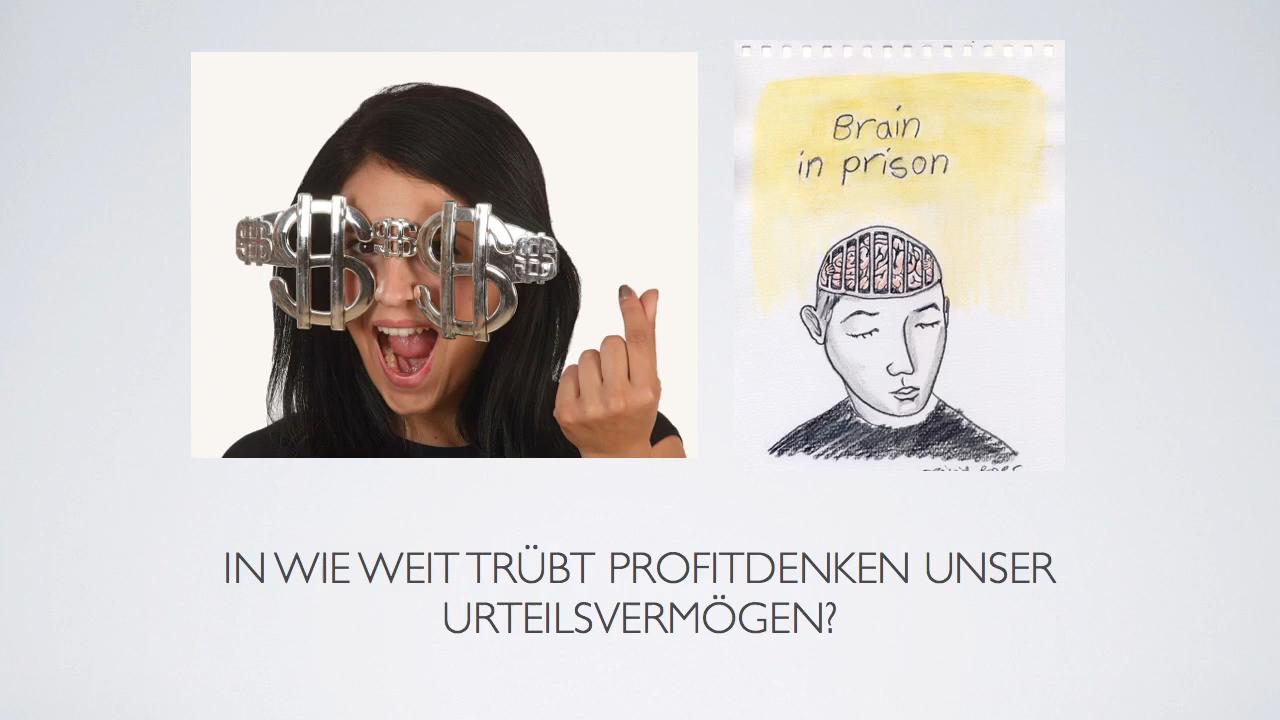 Brain
in prison
IN WIE WEIT TRÜBT PROFITDENKEN UNSER
URTEILSVERMÖGEN?